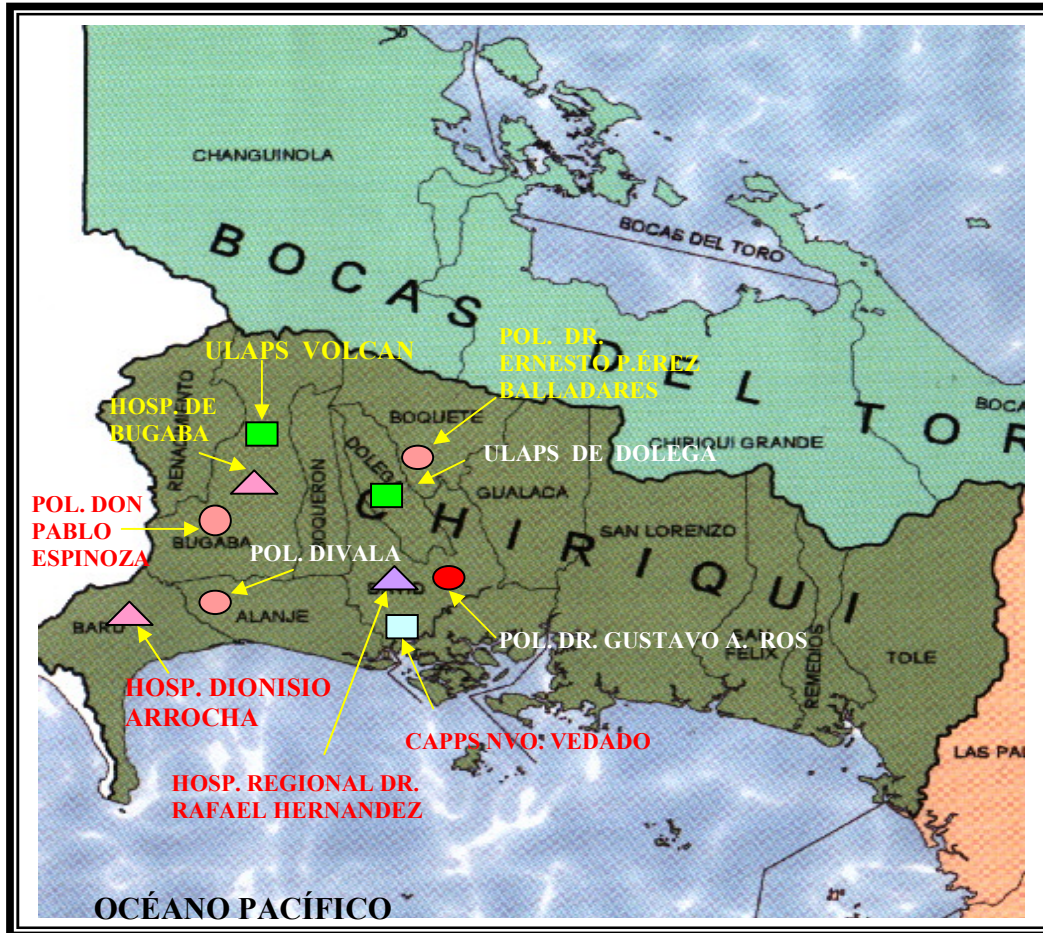 CHANGUINOLA
BOCAS DEL TORO
BOCAS DEL TOR
ULAPS VOLCAN
POL. DR.
ERNESTO P.ÉREZ
BALLADARES
HOSP. DE
BUGABA
RENACIMIENTO
BOQUETE
BOCA
CHIRIQUI GRANDE
ULAPS DE DOLEGA
DOLEG
BOQUERON
GUALACA
CHIRIQUI
POL. DON
PABLO
ESPINOZA
BUGABA
SAN LORENZO
POL. DIVALA
BARU
ALANJE
POL. DR. GUSTAVO A. ROS
SAN
FELIX
REMEDIOS
TOLE
HOSP. DIONISIO
ARROCHA
CAPPS NVO. VEDADO
LAS PAL
HOSP. REGIONAL DR.
RAFAEL HERNANDEZ
OCÉANO PACÍFICO